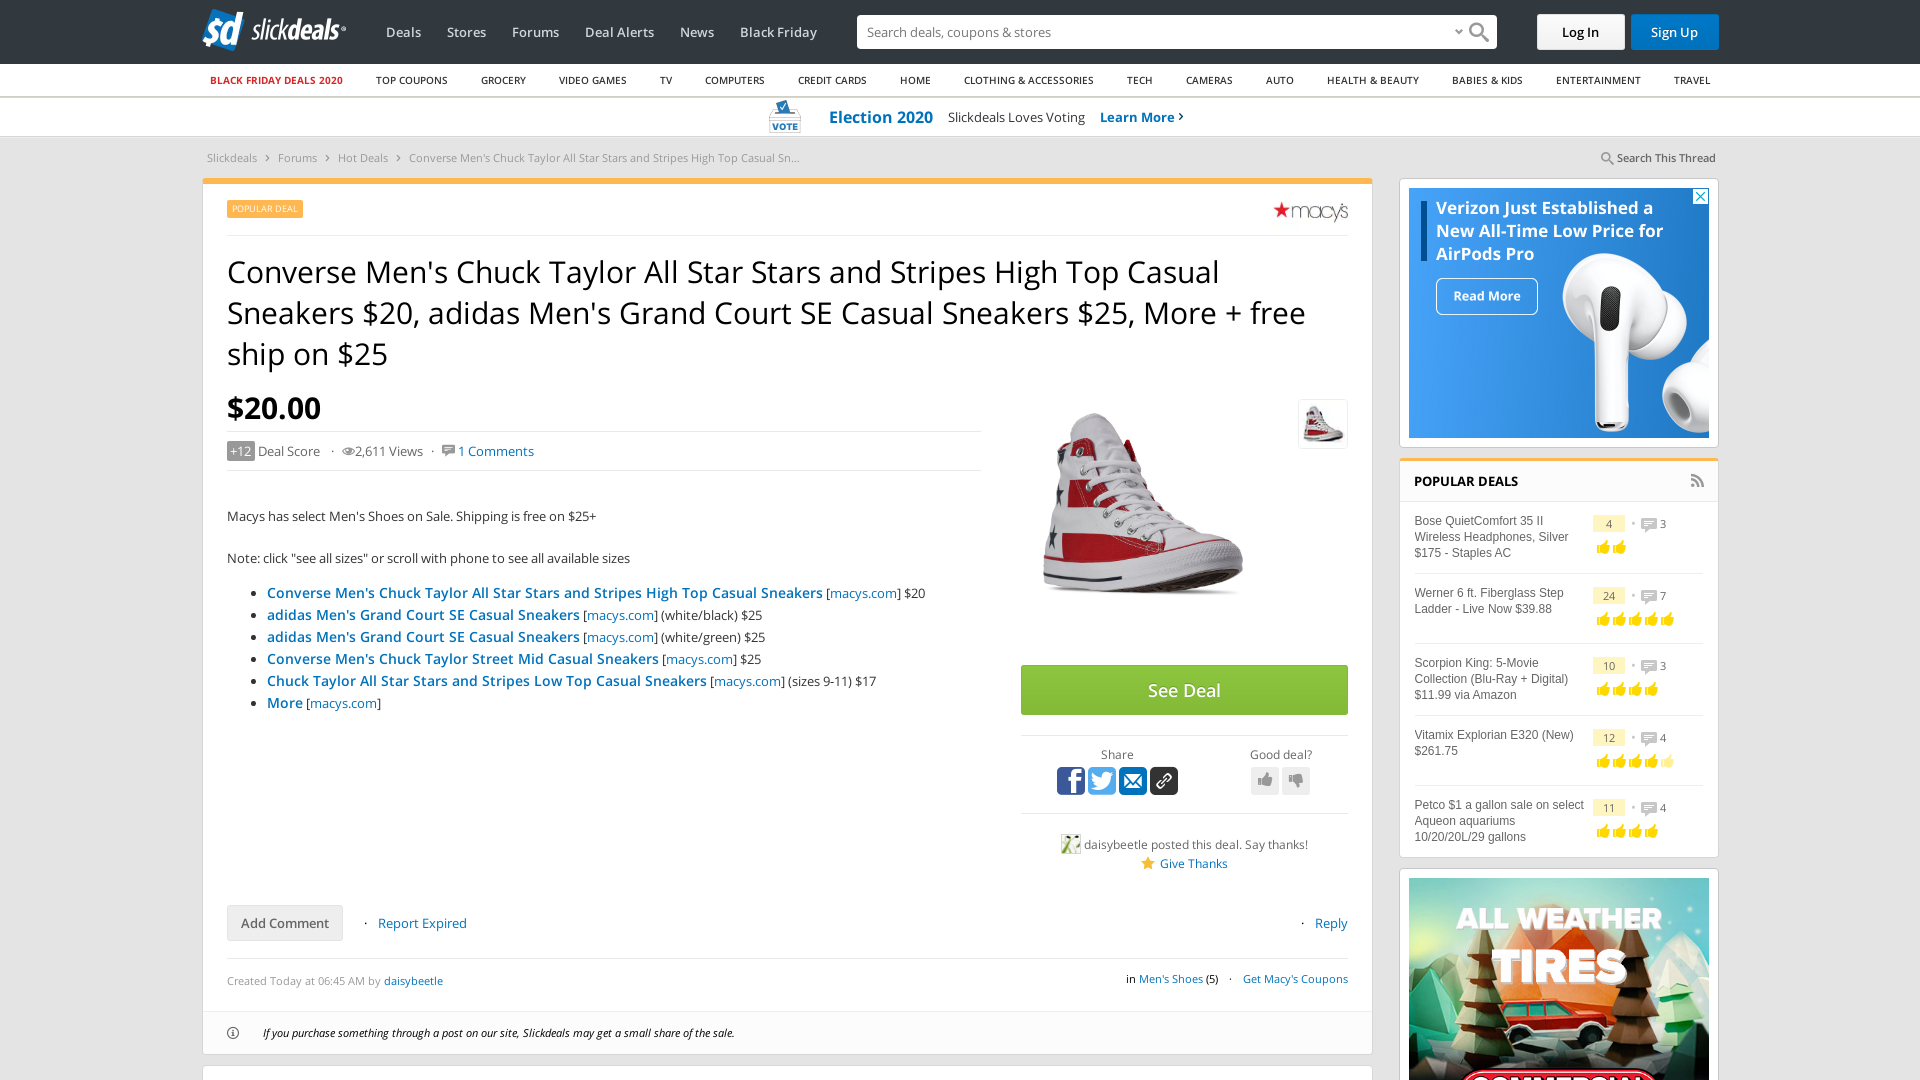 sd slickdeals
Deals Stores Forums Deal Alerts News Black Friday
Search deals, coupons & stores
Log In
Sign Up
BLACK FRIDAY DEALS 2020 TOP COUPONS GROCERY VIDEO GAMES TV COMPUTERS CREDIT CARDS HOME CLOTHING & ACCESSORIES TECH CAMERAS AUTO HEALTH & BEAUTY BABIES & KIDS ENTERTAINMENT TRAVEL
VOTE
Election 2020 Slickdeals Loves Voting Learn More
Slickdeals Forums Hot Deals Converse Men's Chuck Taylor All Star Stars and Stripes High Top Casual Sn...
Search This Thread
POPULAR DEAL
macy's
Converse Men's Chuck Taylor All Star Stars and Stripes High Top Casual
Sneakers $20, adidas Men's Grand Court SE Casual Sneakers $25, More + free
ship on $25
$20.00
+12 Deal Score · 2,611 Views · 1 Comments
Macys has select Men's Shoes on Sale. Shipping is free on $25+
Note: click "see all sizes" or scroll with phone to see all available sizes
• Converse Men's Chuck Taylor All Star Stars and Stripes High Top Casual Sneakers [macys.com] $20
• adidas Men's Grand Court SE Casual Sneakers [macys.com] (white/black) $25
• adidas Men's Grand Court SE Casual Sneakers [macys.com] (white/green) $25
• Converse Men's Chuck Taylor Street Mid Casual Sneakers [macys.com] $25
• Chuck Taylor All Star Stars and Stripes Low Top Casual Sneakers [macys.com] (sizes 9-11) $17
• More [macys.com]
See Deal
Share
Good deal?
daisybeetle posted this deal. Say thanks!
Give Thanks
Add Comment · Report Expired
· Reply
Created Today at 06:45 AM by daisybeetle
in Men's Shoes (5) · Get Macy's Coupons
If you purchase something through a post on our site, Slickdeals may get a small share of the sale.
Verizon Just Established a
New All-Time Low Price for
AirPods Pro
Read More
POPULAR DEALS
Bose QuietComfort 35 II
Wireless Headphones, Silver
$175 - Staples AC
4 · 3
Werner 6 ft. Fiberglass Step
Ladder - Live Now $39.88
24 · 7
Scorpion King: 5-Movie
Collection (Blu-Ray + Digital)
$11.99 via Amazon
10 · 3
Vitamix Explorian E320 (New)
$261.75
12 · 4
Petco $1 a gallon sale on select
Aqueon aquariums
10/20/20L/29 gallons
11 · 4
ALL WEATHER
TIRES